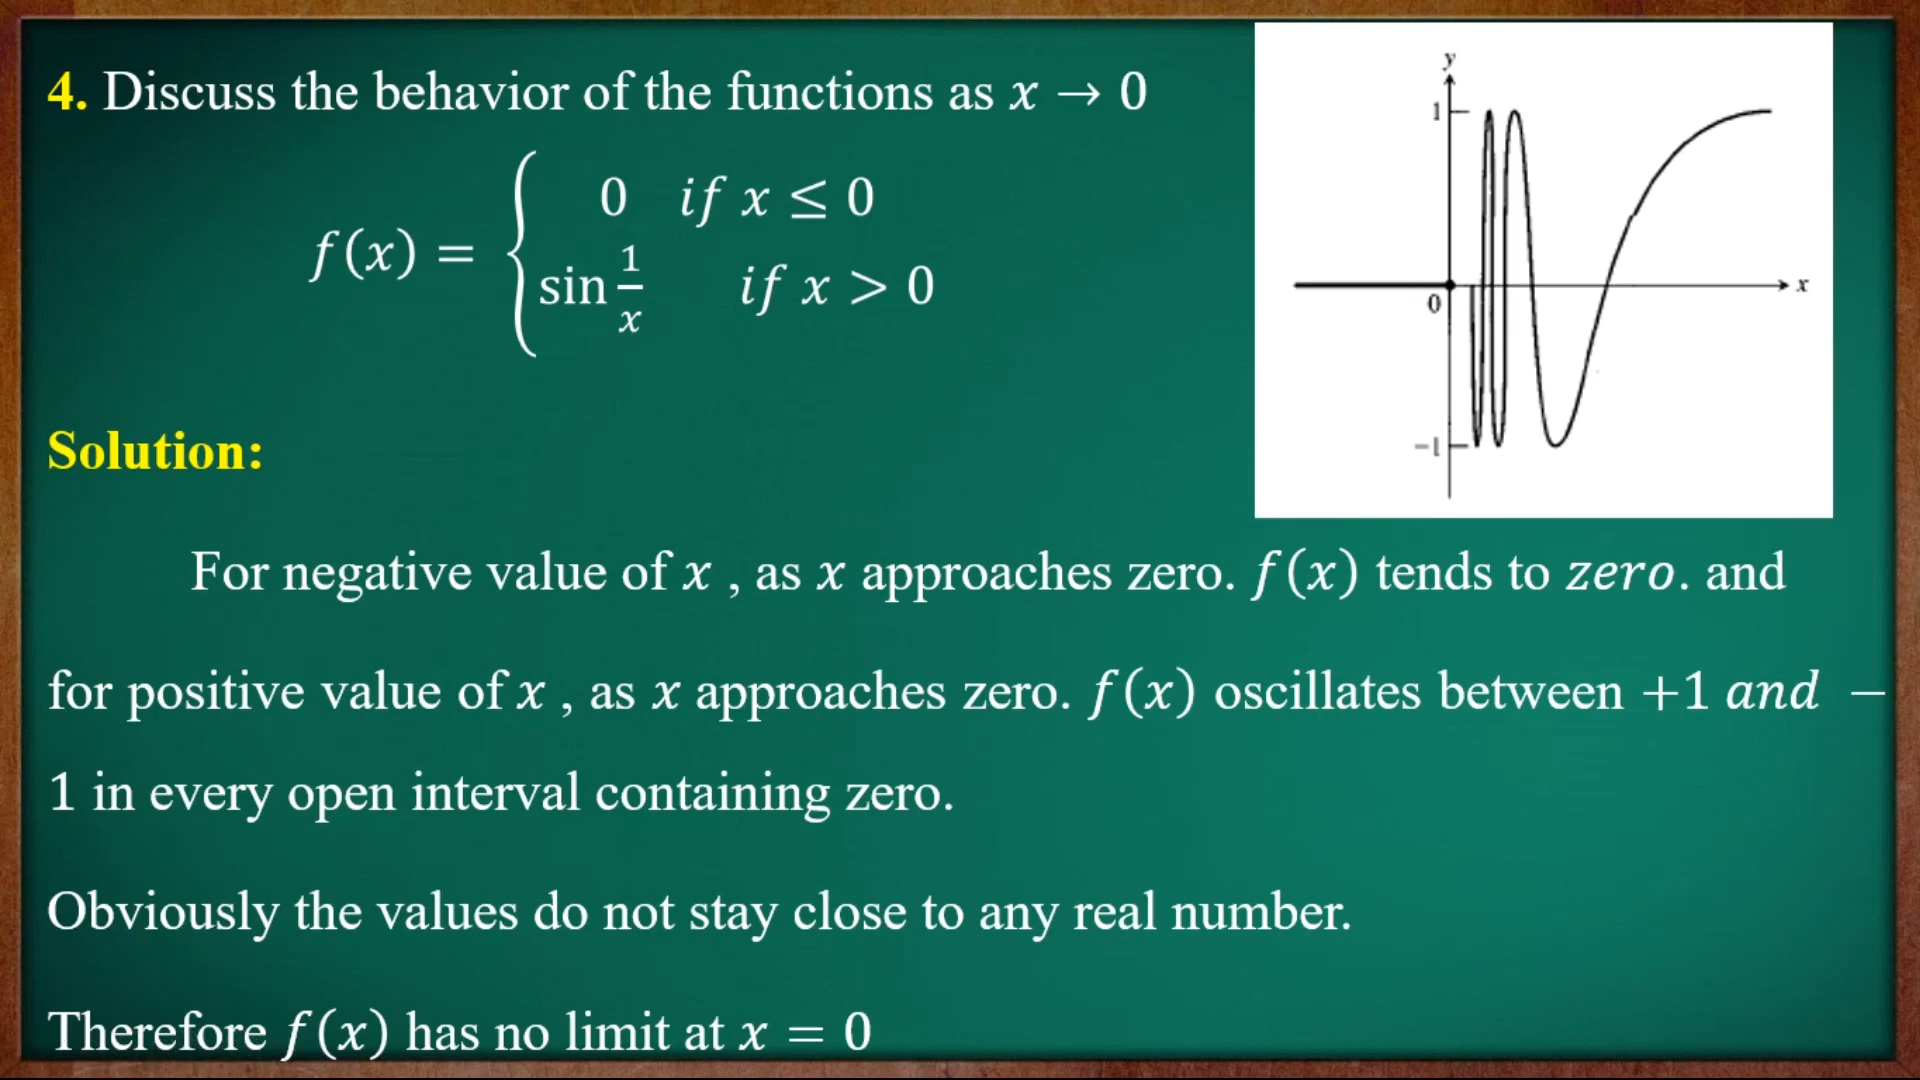 4. Discuss the behavior of the functions as x → 0
f(x) = { 0 if x ≤ 0
sin 1/x if x > 0
y
1
0
x
−1
Solution:
For negative value of x , as x approaches zero. f(x) tends to zero. and
for positive value of x , as x approaches zero. f(x) oscillates between +1 and −
1 in every open interval containing zero.
Obviously the values do not stay close to any real number.
Therefore f(x) has no limit at x = 0